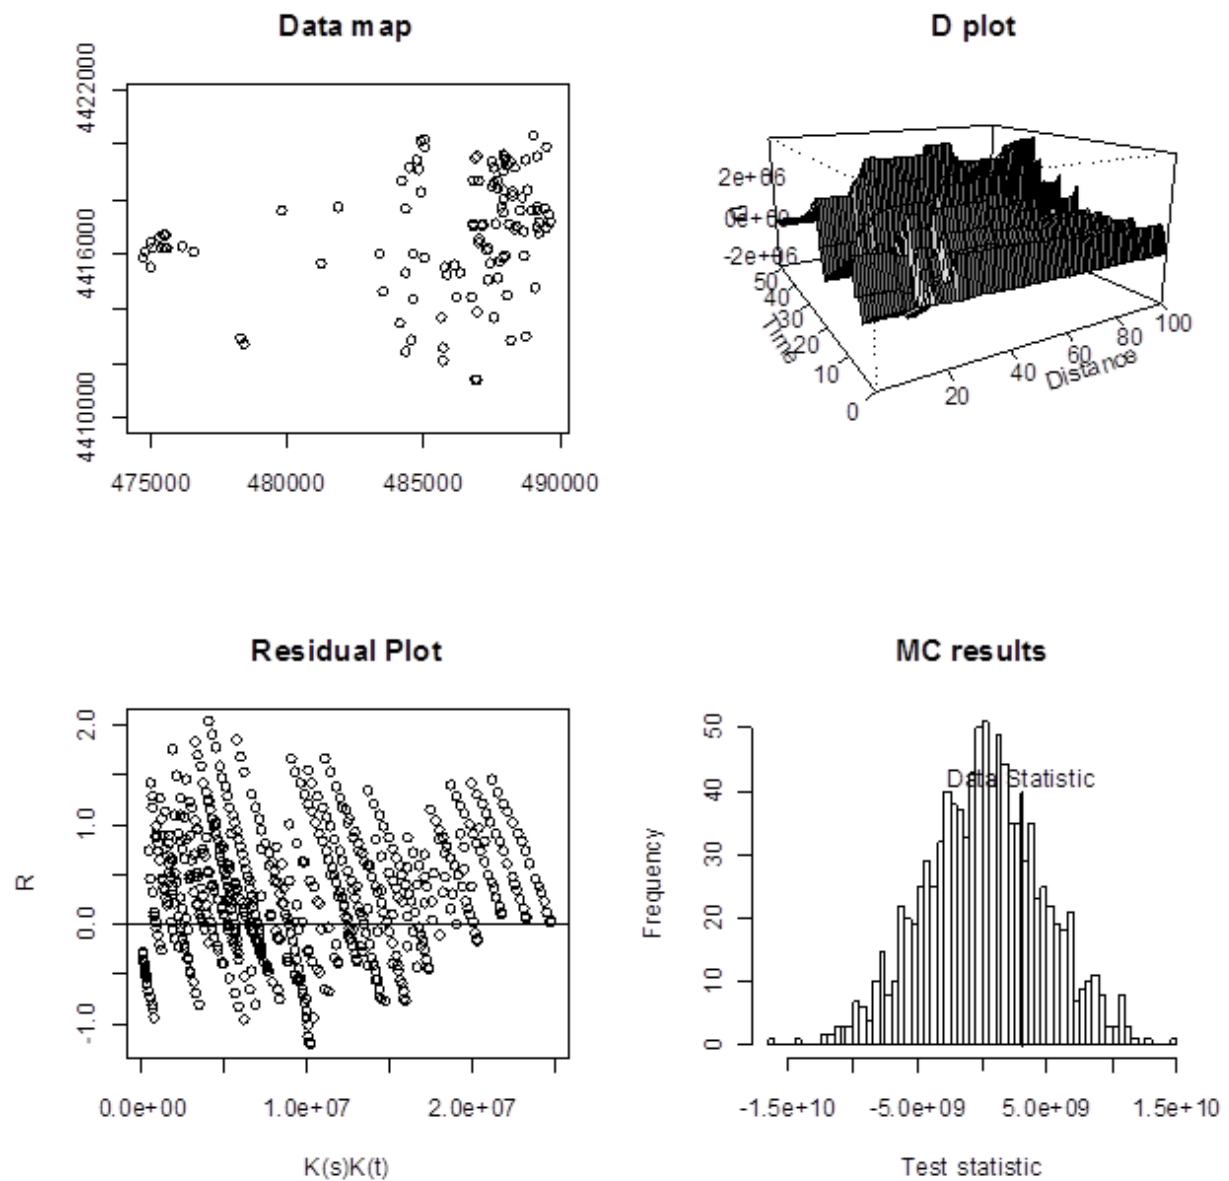 Data map
4422000
4416000
4410000
475000 480000 485000 490000
D plot
2e+06
0e+00
-2e+06
D
50
40
30
20
10
0
Time
20
40
60
80
100
Distance
Residual Plot
2.0
1.0
0.0
-1.0
R
0.0e+00 1.0e+07 2.0e+07
K(s)K(t)
MC results
50
40
30
20
10
0
Frequency
Data Statistic
-1.5e+10 -5.0e+09 5.0e+09 1.5e+10
Test statistic